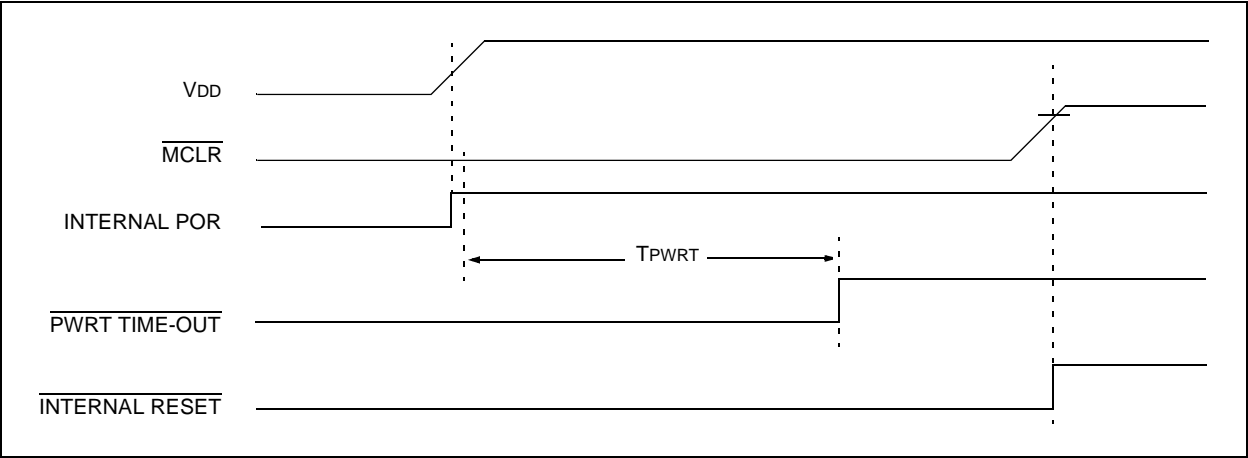 VDD
MCLR
INTERNAL POR
TPWRT
PWRT TIME-OUT
INTERNAL RESET